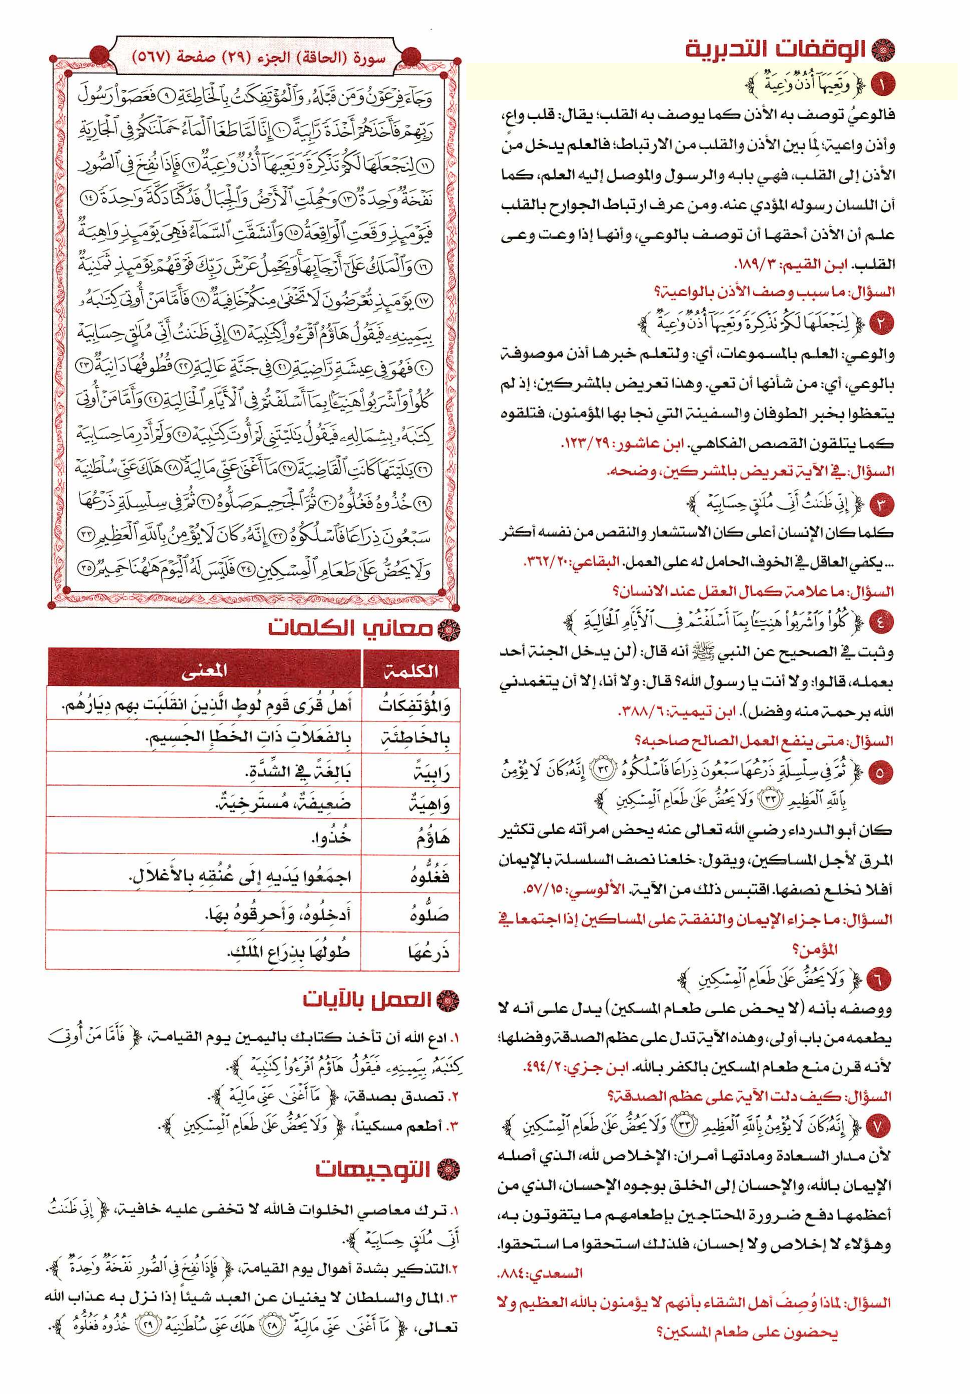 الوقفات التدبرية
١ ﴿ وَتَعِيَهَآ أُذُنٌ وَٰعِيَةٌ ﴾
فالوعيُ توصف به الأذن كما يوصف به القلب؛ يقال: قلب واعٍ،
وأذن واعية؛ لِمَا بين الأذن والقلب من الارتباط؛ فالعلم يدخل من
الأذن إلى القلب، فهي بابه والرسول والموصل إليه العلم، كما
أن اللسان رسوله المؤدي عنه. ومن عرف ارتباط الجوارح بالقلب
علم أن الأذن أحقها أن توصف بالوعي، وأنها إذا وعت وعى
القلب. ابن القيم: ١٨٩/٣.
السؤال: ما سبب وصف الأذن بالواعية؟
٢ ﴿ لِنَجْعَلَهَا لَكُمْ تَذْكِرَةً وَتَعِيَهَآ أُذُنٌ وَٰعِيَةٌ ﴾
والوعي: العلم بالمسموعات، أي: ولتعلم خبرها أذن موصوفة
بالوعي، أي: من شأنها أن تعي. وهذا تعريض بالمشركين؛ إذ لم
يتعظوا بخبر الطوفان والسفينة التي نجا بها المؤمنون، فتلقوه
كما يتلقون القصص الفكاهي. ابن عاشور: ١٢٣/٢٩.
السؤال: في الآية تعريض بالمشركين، وضحه.
٣ ﴿ إِنِّى ظَنَنتُ أَنِّى مُلَٰقٍ حِسَابِيَهْ ﴾
كلما كان الإنسان أعلى كان الاستشعار والنقص من نفسه أكثر
... يكفي العاقل في الخوف الحامل له على العمل. البقاعي: ٣٦٢/٢٠.
السؤال: ما علامة كمال العقل عند الانسان؟
٤ ﴿ كُلُوا۟ وَٱشْرَبُوا۟ هَنِيٓـًٔۢا بِمَآ أَسْلَفْتُمْ فِى ٱلْأَيَّامِ ٱلْخَالِيَةِ ﴾
وثبت في الصحيح عن النبي ﷺ أنه قال: (لن يدخل الجنة أحد
بعمله، قالوا: ولا أنت يا رسول الله؟ قال: ولا أنا، إلا أن يتغمدني
الله برحمة منه وفضل). ابن تيمية: ٣٨٨/٦.
السؤال: متى ينفع العمل الصالح صاحبه؟
٥ ﴿ ثُمَّ فِى سِلْسِلَةٍ ذَرْعُهَا سَبْعُونَ ذِرَاعًا فَٱسْلُكُوهُ ٣٢ إِنَّهُۥ كَانَ لَا يُؤْمِنُ
بِٱللَّهِ ٱلْعَظِيمِ ٣٣ وَلَا يَحُضُّ عَلَىٰ طَعَامِ ٱلْمِسْكِينِ ﴾
كان أبو الدرداء رضي الله تعالى عنه يحض امرأته على تكثير
المرق لأجل المساكين، ويقول: خلعنا نصف السلسلة بالإيمان
أفلا نخلع نصفها. اقتبس ذلك من الآية. الألوسي: ٥٧/١٥.
السؤال: ما جزاء الإيمان والنفقة على المساكين إذا اجتمعا في
المؤمن؟
٦ ﴿ وَلَا يَحُضُّ عَلَىٰ طَعَامِ ٱلْمِسْكِينِ ﴾
ووصفه بأنه (لا يحض على طعام المسكين) يدل على أنه لا
يطعمه من باب أولى، وهذه الآية تدل على عظم الصدقة وفضلها؛
لأنه قرن منع طعام المسكين بالكفر بالله. ابن جزي: ٤٩٤/٢.
السؤال: كيف دلت الآية على عظم الصدقة؟
٧ ﴿ إِنَّهُۥ كَانَ لَا يُؤْمِنُ بِٱللَّهِ ٱلْعَظِيمِ ٣٣ وَلَا يَحُضُّ عَلَىٰ طَعَامِ ٱلْمِسْكِينِ ﴾
لأن مدار السعادة ومادتها أمران: الإخلاص لله، الذي أصله
الإيمان بالله، والإحسان إلى الخلق بوجوه الإحسان، الذي من
أعظمها دفع ضرورة المحتاجين بإطعامهم ما يتقوتون به،
وهؤلاء لا إخلاص ولا إحسان، فلذلك استحقوا ما استحقوا.
السعدي: ٨٨٤.
السؤال: لماذا وُصِفَ أهل الشقاء بأنهم لا يؤمنون بالله العظيم ولا
يحضون على طعام المسكين؟
سورة (الحاقة) الجزء (٢٩) صفحة (٥٦٧)
وَجَآءَ فِرْعَوْنُ وَمَن قَبْلَهُۥ وَٱلْمُؤْتَفِكَٰتُ بِٱلْخَاطِئَةِ ٩ فَعَصَوْا۟ رَسُولَ
رَبِّهِمْ فَأَخَذَهُمْ أَخْذَةً رَّابِيَةً ١٠ إِنَّا لَمَّا طَغَا ٱلْمَآءُ حَمَلْنَٰكُمْ فِى ٱلْجَارِيَةِ
١١ لِنَجْعَلَهَا لَكُمْ تَذْكِرَةً وَتَعِيَهَآ أُذُنٌ وَٰعِيَةٌ ١٢ فَإِذَا نُفِخَ فِى ٱلصُّورِ
نَفْخَةٌ وَٰحِدَةٌ ١٣ وَحُمِلَتِ ٱلْأَرْضُ وَٱلْجِبَالُ فَدُكَّتَا دَكَّةً وَٰحِدَةً ١٤
فَيَوْمَئِذٍ وَقَعَتِ ٱلْوَاقِعَةُ ١٥ وَٱنشَقَّتِ ٱلسَّمَآءُ فَهِىَ يَوْمَئِذٍ وَاهِيَةٌ
١٦ وَٱلْمَلَكُ عَلَىٰٓ أَرْجَآئِهَا وَيَحْمِلُ عَرْشَ رَبِّكَ فَوْقَهُمْ يَوْمَئِذٍ ثَمَٰنِيَةٌ
١٧ يَوْمَئِذٍ تُعْرَضُونَ لَا تَخْفَىٰ مِنكُمْ خَافِيَةٌ ١٨ فَأَمَّا مَنْ أُوتِىَ كِتَٰبَهُۥ
بِيَمِينِهِۦ فَيَقُولُ هَآؤُمُ ٱقْرَءُوا۟ كِتَٰبِيَهْ ١٩ إِنِّى ظَنَنتُ أَنِّى مُلَٰقٍ حِسَابِيَهْ
٢٠ فَهُوَ فِى عِيشَةٍ رَّاضِيَةٍ ٢١ فِى جَنَّةٍ عَالِيَةٍ ٢٢ قُطُوفُهَا دَانِيَةٌ ٢٣
كُلُوا۟ وَٱشْرَبُوا۟ هَنِيٓـًٔۢا بِمَآ أَسْلَفْتُمْ فِى ٱلْأَيَّامِ ٱلْخَالِيَةِ ٢٤ وَأَمَّا مَنْ أُوتِىَ
كِتَٰبَهُۥ بِشِمَالِهِۦ فَيَقُولُ يَٰلَيْتَنِى لَمْ أُوتَ كِتَٰبِيَهْ ٢٥ وَلَمْ أَدْرِ مَا حِسَابِيَهْ
٢٦ يَٰلَيْتَهَا كَانَتِ ٱلْقَاضِيَةَ ٢٧ مَآ أَغْنَىٰ عَنِّى مَالِيَهْ ٢٨ هَلَكَ عَنِّى سُلْطَٰنِيَهْ
٢٩ خُذُوهُ فَغُلُّوهُ ٣٠ ثُمَّ ٱلْجَحِيمَ صَلُّوهُ ٣١ ثُمَّ فِى سِلْسِلَةٍ ذَرْعُهَا
سَبْعُونَ ذِرَاعًا فَٱسْلُكُوهُ ٣٢ إِنَّهُۥ كَانَ لَا يُؤْمِنُ بِٱللَّهِ ٱلْعَظِيمِ ٣٣
وَلَا يَحُضُّ عَلَىٰ طَعَامِ ٱلْمِسْكِينِ ٣٤ فَلَيْسَ لَهُ ٱلْيَوْمَ هَٰهُنَا حَمِيمٌ ٣٥
معاني الكلمات
الكلمة المعنى
وَالمُؤتَفِكَاتُ أَهلُ قُرَى قَومِ لُوطٍ الَّذِينَ انقَلَبَت بِهِم دِيَارُهُم.
بِالخَاطِئَة بِالفَعَلَاتِ ذَاتِ الخَطَإِ الجَسِيمِ.
رَابِيَةً بَالِغَةً فِي الشِّدَّةِ.
وَاهِيَةٌ ضَعِيفَةٌ، مُستَرخِيَةٌ.
هَاؤُمُ خُذُوا.
فَغُلُّوهُ اجمَعُوا يَدَيهِ إِلَى عُنُقِهِ بِالأَغلَالِ.
صَلُّوهُ أَدخِلُوهُ، وَأَحرِقُوهُ بِهَا.
ذَرعُهَا طُولُهَا بِذِرَاعِ المَلَكِ.
العمل بالآيات
١. ادع الله أن تأخذ كتابك باليمين يوم القيامة، ﴿ فَأَمَّا مَنْ أُوتِىَ
كِتَٰبَهُۥ بِيَمِينِهِۦ فَيَقُولُ هَآؤُمُ ٱقْرَءُوا۟ كِتَٰبِيَهْ ﴾.
٢. تصدق بصدقة، ﴿ مَآ أَغْنَىٰ عَنِّى مَالِيَهْ ﴾.
٣. أطعم مسكيناً، ﴿ وَلَا يَحُضُّ عَلَىٰ طَعَامِ ٱلْمِسْكِينِ ﴾.
التوجيهات
١. ترك معاصي الخلوات فالله لا تخفى عليه خافية، ﴿ إِنِّى ظَنَنتُ
أَنِّى مُلَٰقٍ حِسَابِيَهْ ﴾.
٢. التذكير بشدة أهوال يوم القيامة، ﴿ فَإِذَا نُفِخَ فِى ٱلصُّورِ نَفْخَةٌ وَٰحِدَةٌ ﴾.
٣. المال والسلطان لا يغنيان عن العبد شيئاً إذا نزل به عذاب الله
تعالى، ﴿ مَآ أَغْنَىٰ عَنِّى مَالِيَهْ ٢٨ هَلَكَ عَنِّى سُلْطَٰنِيَهْ ٢٩ خُذُوهُ فَغُلُّوهُ ﴾.